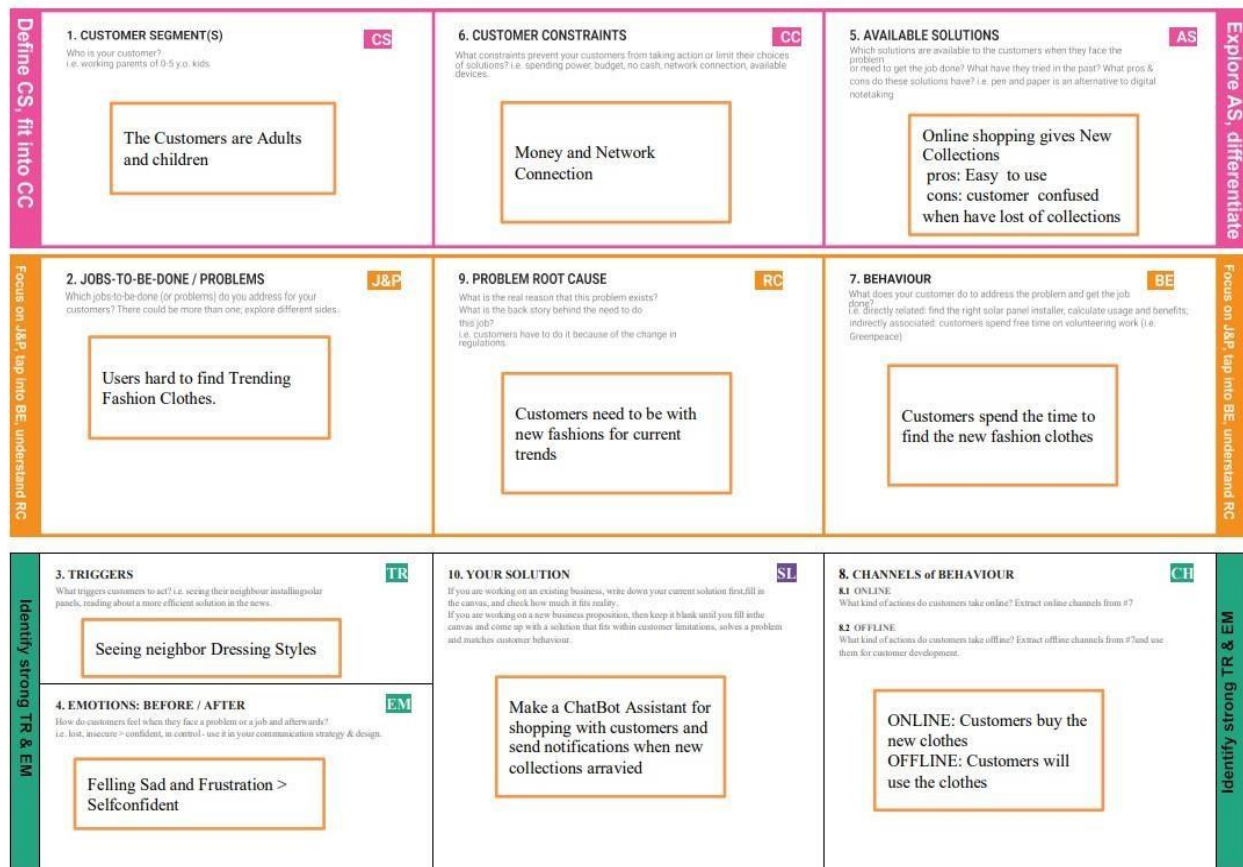 Define CS, fit into CC
1. CUSTOMER SEGMENT(S)
CS
Who is your customer?
i.e. working parents of 0-5 y.o. kids
The Customers are Adults
and children
6. CUSTOMER CONSTRAINTS
CC
What constraints prevent your customers from taking action or limit their choices
of solutions? i.e. spending power, budget, no cash, network connection, available
devices.
Money and Network
Connection
5. AVAILABLE SOLUTIONS
AS
Which solutions are available to the customers when they face the
problem
or need to get the job done? What have they tried in the past? What pros &
cons do these solutions have? i.e. pen and paper is an alternative to digital
notetaking
Online shopping gives New
Collections
pros: Easy to use
cons: customer confused
when have lost of collections
Explore AS, differentiate
Focus on J&P, tap into BE, understand RC
2. JOBS-TO-BE-DONE / PROBLEMS
J&P
Which jobs-to-be-done (or problems) do you address for your
customers? There could be more than one; explore different sides.
Users hard to find Trending
Fashion Clothes.
9. PROBLEM ROOT CAUSE
RC
What is the real reason that this problem exists?
What is the back story behind the need to do
this job?
i.e. customers have to do it because of the change in
regulations.
Customers need to be with
new fashions for current
trends
7. BEHAVIOUR
BE
What does your customer do to address the problem and get the job
done?
i.e. directly related: find the right solar panel installer, calculate usage and benefits;
indirectly associated: customers spend free time on volunteering work (i.e.
Greenpeace)
Customers spend the time to
find the new fashion clothes
Focus on J&P, tap into BE, understand RC
Identify strong TR & EM
3. TRIGGERS
TR
What triggers customers to act? i.e. seeing their neighbour installingsolar
panels, reading about a more efficient solution in the news.
Seeing neighbor Dressing Styles
4. EMOTIONS: BEFORE / AFTER
EM
How do customers feel when they face a problem or a job and afterwards?
i.e. lost, insecure > confident, in control - use it in your communication strategy & design.
Felling Sad and Frustration >
Selfconfident
10. YOUR SOLUTION
SL
If you are working on an existing business, write down your current solution first,fill in
the canvas, and check how much it fits reality.
If you are working on a new business proposition, then keep it blank until you fill inthe
canvas and come up with a solution that fits within customer limitations, solves a problem
and matches customer behaviour.
Make a ChatBot Assistant for
shopping with customers and
send notifications when new
collections arravied
8. CHANNELS of BEHAVIOUR
CH
8.1 ONLINE
What kind of actions do customers take online? Extract online channels from #7
8.2 OFFLINE
What kind of actions do customers take offline? Extract offline channels from #7and use
them for customer development.
ONLINE: Customers buy the
new clothes
OFFLINE: Customers will
use the clothes
Identify strong TR & EM